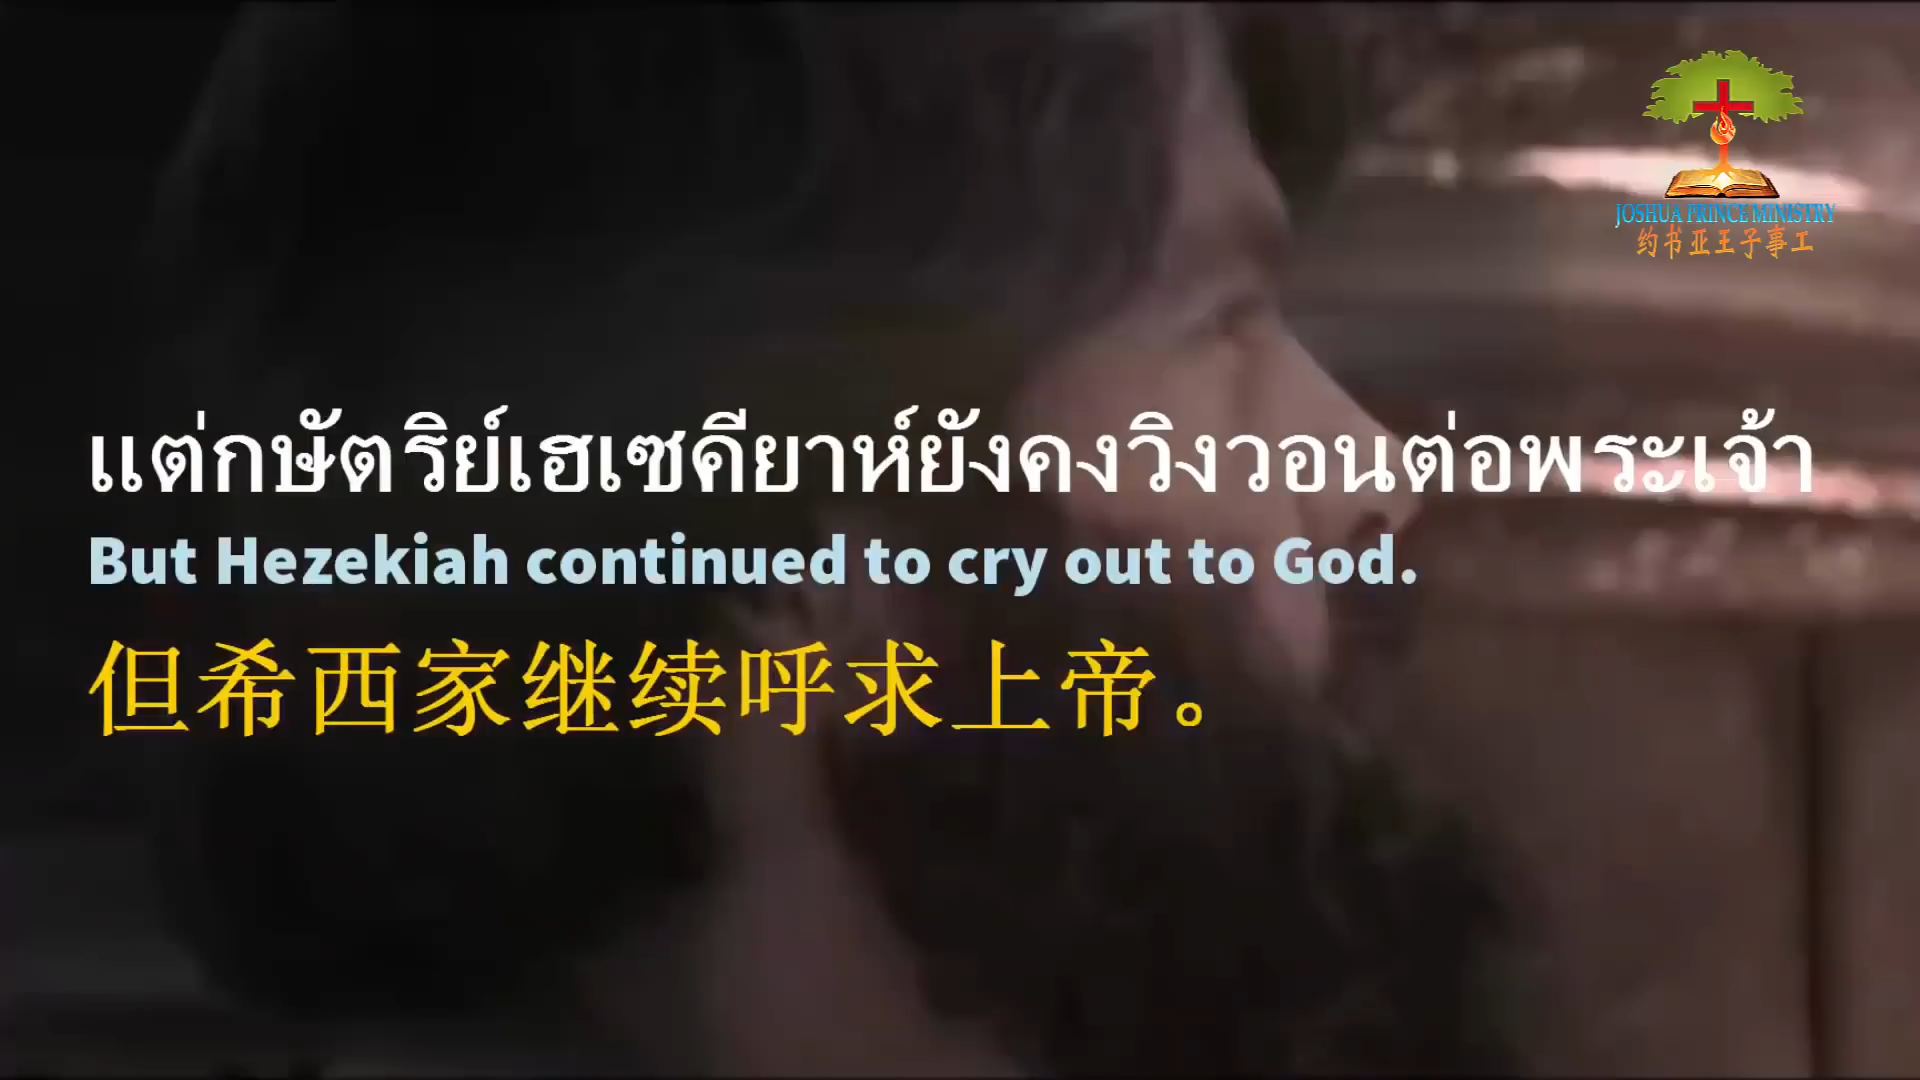 JOSHUA PRINCE MINISTRY
约书亚王子事工
แต่กษัตริย์เฮเซคียาห์ยังคงวิงวอนต่อพระเจ้า
But Hezekiah continued to cry out to God.
但希西家继续呼求上帝。